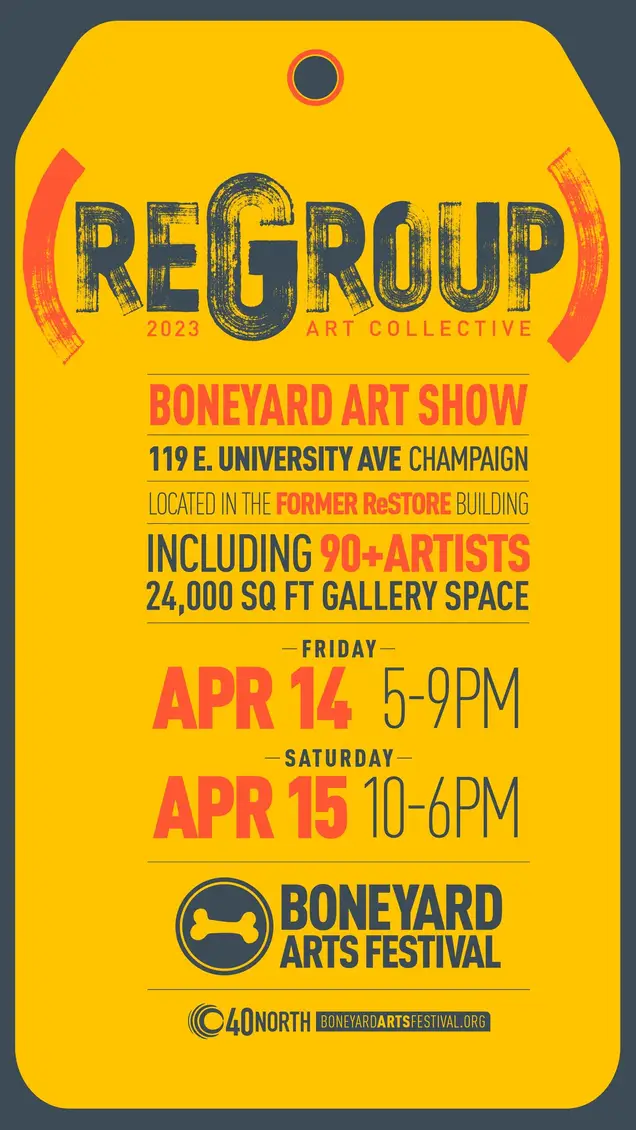 (REGROUP)
2023 ART COLLECTIVE
BONEYARD ART SHOW
119 E. UNIVERSITY AVE CHAMPAIGN
LOCATED IN THE FORMER ReSTORE BUILDING
INCLUDING 90+ARTISTS
24,000 SQ FT GALLERY SPACE
—FRIDAY—
APR 14 5-9PM
—SATURDAY—
APR 15 10-6PM
BONEYARD
ARTS FESTIVAL
40NORTH BONEYARDARTSFESTIVAL.ORG